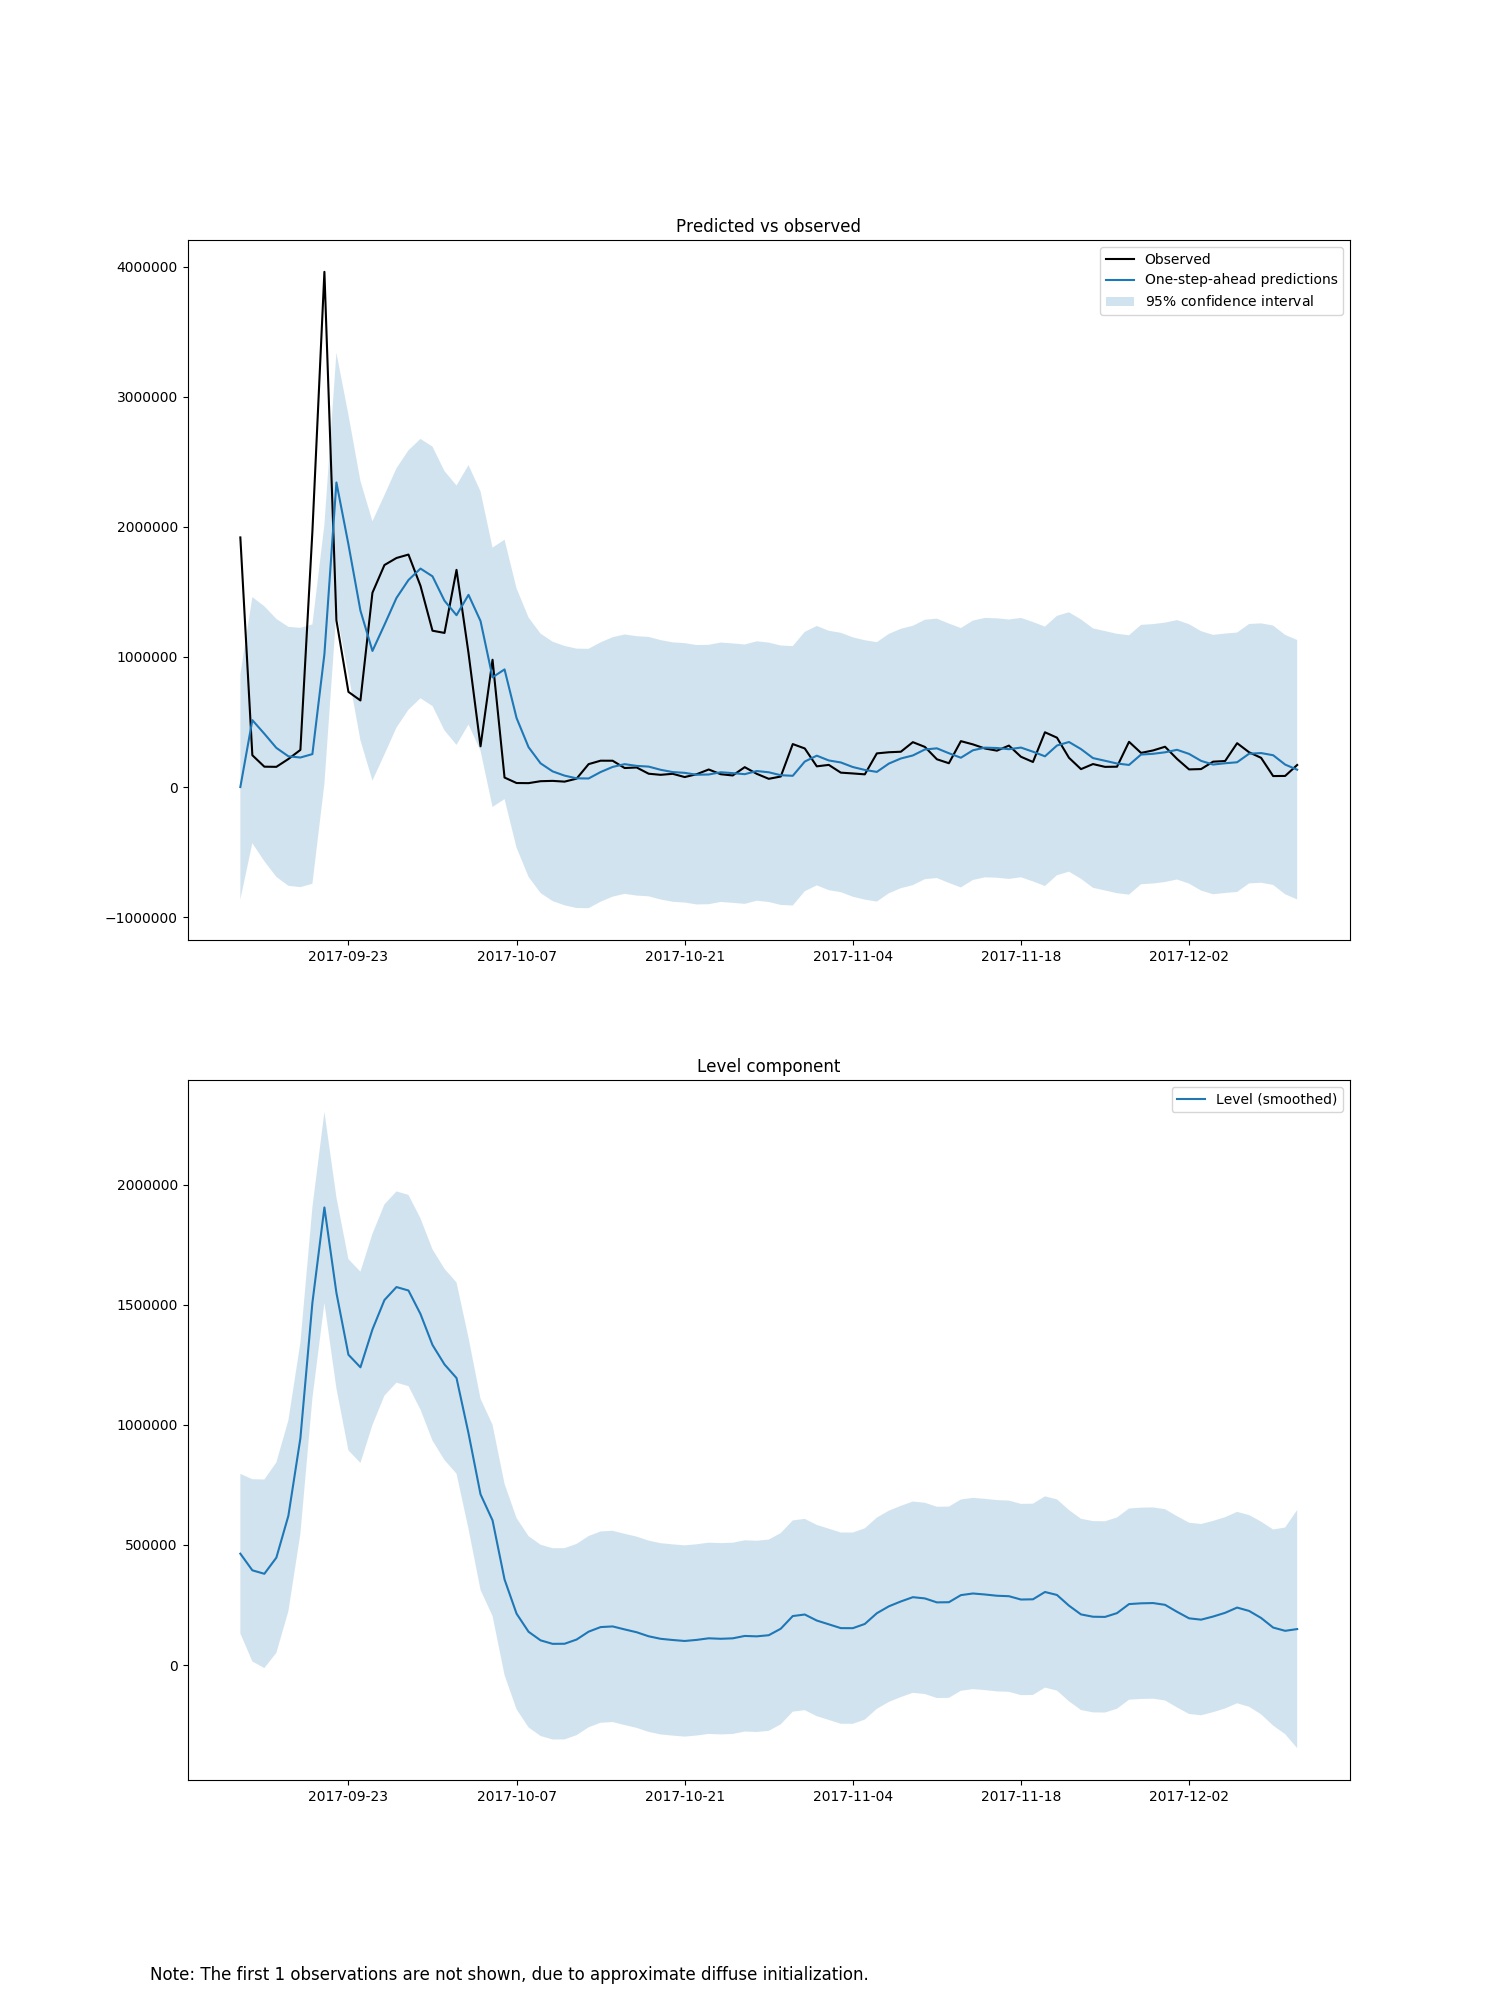 Predicted vs observed
Observed
One-step-ahead predictions
95% confidence interval
4000000
3000000
2000000
1000000
0
−1000000
2017-09-23 2017-10-07 2017-10-21 2017-11-04 2017-11-18 2017-12-02
Level component
Level (smoothed)
2000000
1500000
1000000
500000
0
2017-09-23 2017-10-07 2017-10-21 2017-11-04 2017-11-18 2017-12-02
Note: The first 1 observations are not shown, due to approximate diffuse initialization.